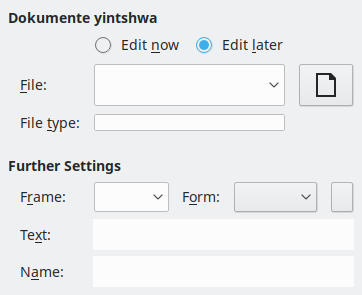 Dokumente yintshwa
Edit now Edit later
File:
File type:
Further Settings
Frame: Form:
Text:
Name: